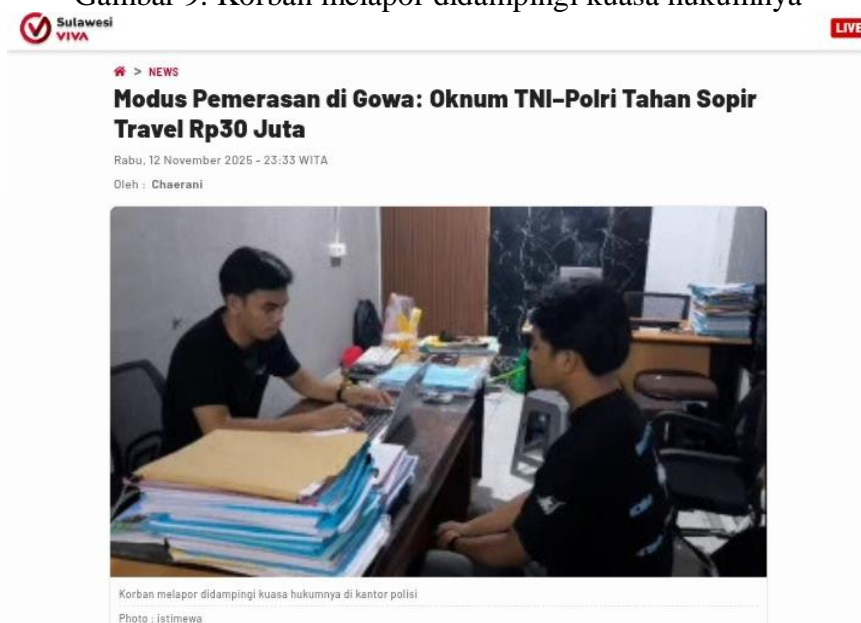 Gambar 9. Korban melapor didampingi kuasa hukumnya
Sulawesi
VIVA
LIVE
> NEWS
Modus Pemerasan di Gowa: Oknum TNI-Polri Tahan Sopir
Travel Rp30 Juta
Rabu, 12 November 2025 - 23:33 WITA
Oleh : Chaerani
Korban melapor didampingi kuasa hukumnya di kantor polisi
Photo : istimewa